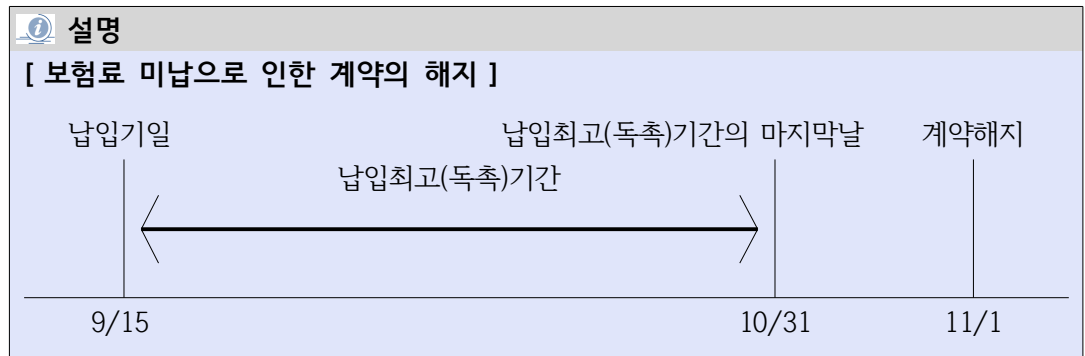 설명
[ 보험료 미납으로 인한 계약의 해지 ]
납입기일 납입최고(독촉)기간의 마지막날 계약해지
납입최고(독촉)기간
9/15 10/31 11/1